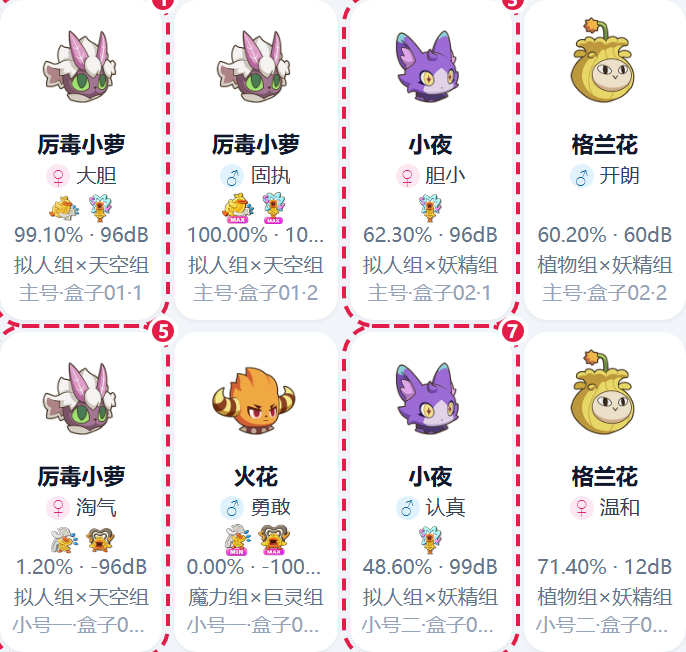 1
3
厉毒小萝
厉毒小萝
小夜
格兰花
♀ 大胆
♂ 固执
♀ 胆小
♂ 开朗
MAX
MAX
99.10% · 96dB
100.00% · 10...
62.30% · 96dB
60.20% · 60dB
拟人组×天空组
拟人组×天空组
拟人组×妖精组
植物组×妖精组
主号·盒子01·1
主号·盒子01·2
主号·盒子02·1
主号·盒子02·2
5
7
厉毒小萝
火花
小夜
格兰花
♀ 淘气
♂ 勇敢
♂ 认真
♀ 温和
MIN
MAX
1.20% · -96dB
0.00% · -100...
48.60% · 99dB
71.40% · 12dB
拟人组×天空组
魔力组×巨灵组
拟人组×妖精组
植物组×妖精组
小号一·盒子0...
小号一·盒子0...
小号二·盒子0...
小号二·盒子0...